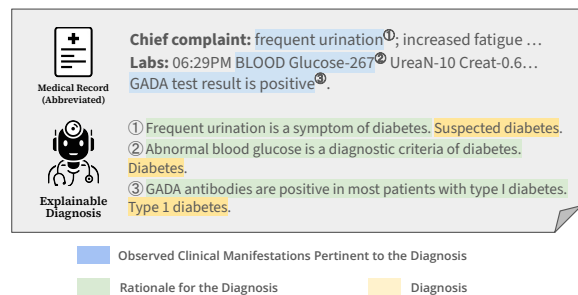 Chief complaint: frequent urination①; increased fatigue …
Labs: 06:29PM BLOOD Glucose-267② UreaN-10 Creat-0.6…
GADA test result is positive③.
Medical Record
(Abbreviated)
① Frequent urination is a symptom of diabetes. Suspected diabetes.
② Abnormal blood glucose is a diagnostic criteria of diabetes.
Diabetes.
③ GADA antibodies are positive in most patients with type I diabetes.
Type 1 diabetes.
Explainable
Diagnosis
Observed Clinical Manifestations Pertinent to the Diagnosis
Rationale for the Diagnosis
Diagnosis